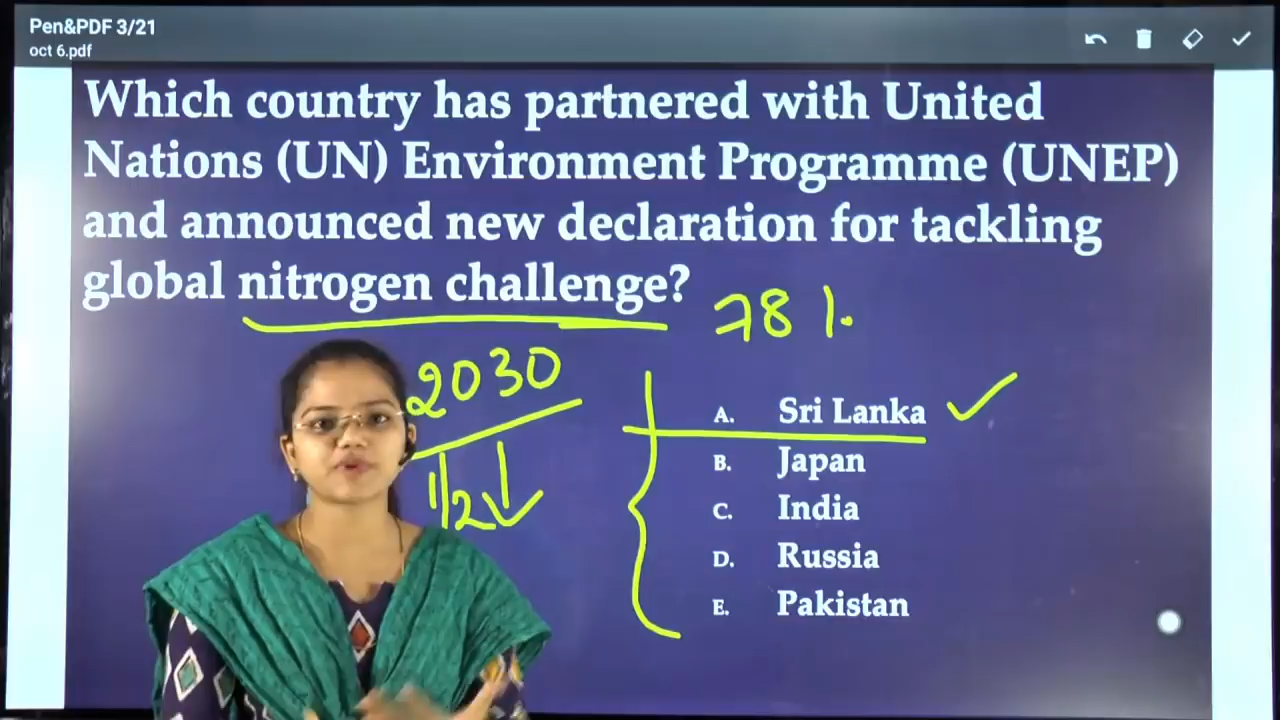 Pen&PDF 3/21
oct 6.pdf
Which country has partnered with United
Nations (UN) Environment Programme (UNEP)
and announced new declaration for tackling
global nitrogen challenge?
78 %
2030
1/2 ↓
A. Sri Lanka ✓
B. Japan
C. India
D. Russia
E. Pakistan